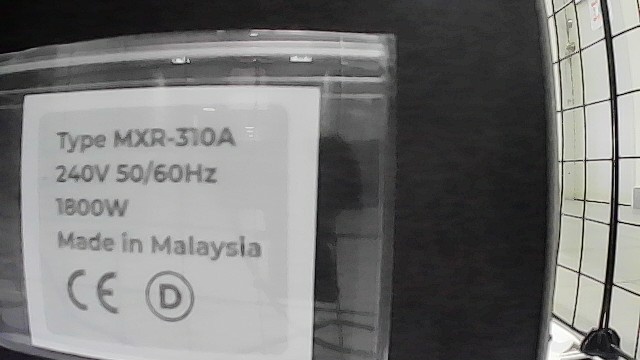 Type MXR-310A
240V 50/60Hz
1800W
Made in Malaysia
CE D